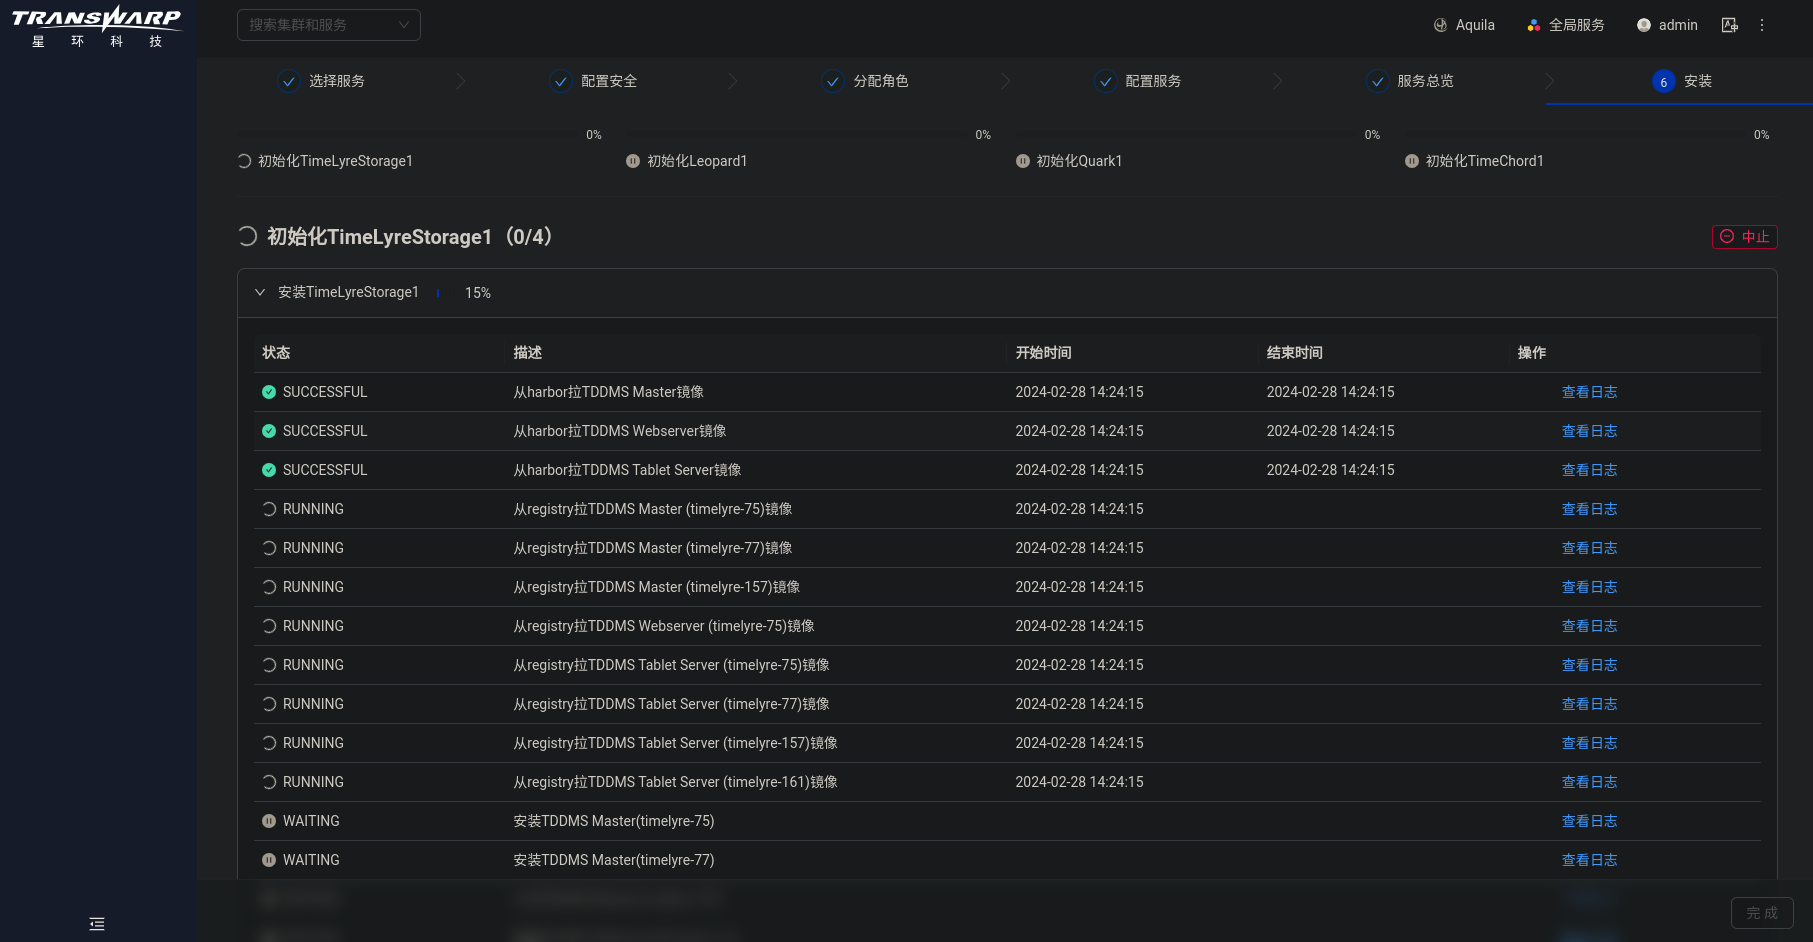 TRANSWARP
星 环 科 技
搜索集群和服务
Aquila
全局服务
admin
选择服务
配置安全
分配角色
配置服务
服务总览
6 安装
0%
0%
0%
0%
初始化TimeLyreStorage1
初始化Leopard1
初始化Quark1
初始化TimeChord1
初始化TimeLyreStorage1（0/4）
中止
安装TimeLyreStorage1 15%
状态 描述 开始时间 结束时间 操作
SUCCESSFUL 从harbor拉TDDMS Master镜像 2024-02-28 14:24:15 2024-02-28 14:24:15 查看日志
SUCCESSFUL 从harbor拉TDDMS Webserver镜像 2024-02-28 14:24:15 2024-02-28 14:24:15 查看日志
SUCCESSFUL 从harbor拉TDDMS Tablet Server镜像 2024-02-28 14:24:15 2024-02-28 14:24:15 查看日志
RUNNING 从registry拉TDDMS Master (timelyre-75)镜像 2024-02-28 14:24:15 查看日志
RUNNING 从registry拉TDDMS Master (timelyre-77)镜像 2024-02-28 14:24:15 查看日志
RUNNING 从registry拉TDDMS Master (timelyre-157)镜像 2024-02-28 14:24:15 查看日志
RUNNING 从registry拉TDDMS Webserver (timelyre-75)镜像 2024-02-28 14:24:15 查看日志
RUNNING 从registry拉TDDMS Tablet Server (timelyre-75)镜像 2024-02-28 14:24:15 查看日志
RUNNING 从registry拉TDDMS Tablet Server (timelyre-77)镜像 2024-02-28 14:24:15 查看日志
RUNNING 从registry拉TDDMS Tablet Server (timelyre-157)镜像 2024-02-28 14:24:15 查看日志
RUNNING 从registry拉TDDMS Tablet Server (timelyre-161)镜像 2024-02-28 14:24:15 查看日志
WAITING 安装TDDMS Master(timelyre-75) 查看日志
WAITING 安装TDDMS Master(timelyre-77) 查看日志
完 成